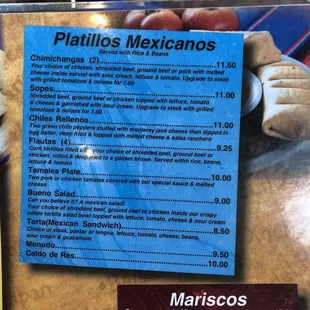 Platillos Mexicanos
Served with Rice & Beans
Chimichangas (2) 11.50
Your choice of chicken, shredded beef, ground beef or pork with melted
cheese inside served with sour cream, lettuce & tomato. Upgrade to steak
with grilled tomatoes & onions for 1.00
Sopes 11.00
Shredded beef, ground beef or chicken topped with lettuce, tomato
& cheese & garnished with sour cream. Upgrade to steak with grilled
tomatoes & onions for 1.00
Chiles Rellenos 11.00
Two green chile peppers stuffed with monterey jack cheese then dipped in
egg batter, deep fried & topped with melted cheese & salsa ranchera
Flautas (4) 9.25
Corn tortillas filled with your choice of shredded beef, ground beef or
chicken, rolled & deep fried to a golden brown. Served with rice, beans,
lettuce & tomato
Tamales Plate 10.00
Two pork or chicken tamales covered with our special sauce & melted
cheese
Bueno Salad 9.00
Can you believe it? A mexican salad!
Your choice of shredded beef, ground beef or chicken inside our crispy
edible tortilla salad bowl topped with lettuce, tomato, cheese & sour cream
Torta(Mexican Sandwich) 8.50
Choice of steak, pastor or lengua, lettuce, tomato, cheese, beans,
sour cream & guacamole
Menudo 9.50
Caldo de Res 10.00
Mariscos